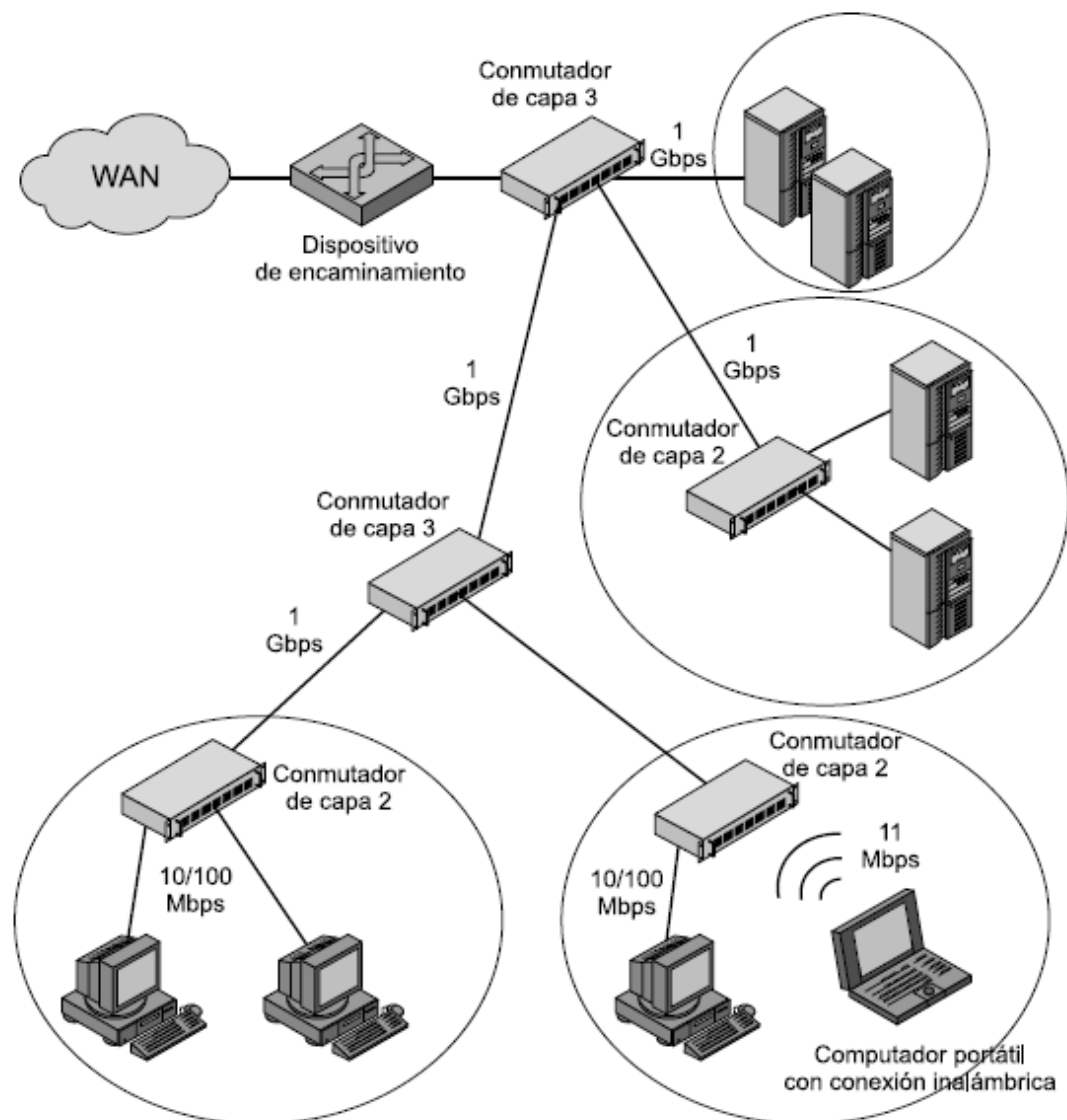 Conmutador
de capa 3
1
Gbps
WAN
Dispositivo
de encaminamiento
1
Gbps
1
Gbps
Conmutador
de capa 2
Conmutador
de capa 3
1
Gbps
Conmutador
de capa 2
Conmutador
de capa 2
10/100
Mbps
10/100
Mbps
11
Mbps
Computador portátil
con conexión inalámbrica